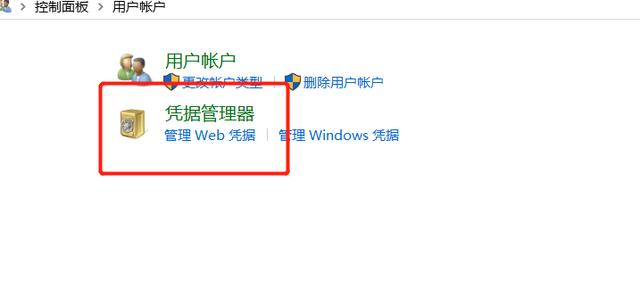 控制面板 > 用户帐户
用户帐户
更改帐户类型 | 删除用户帐户
凭据管理器
管理 Web 凭据 | 管理 Windows 凭据